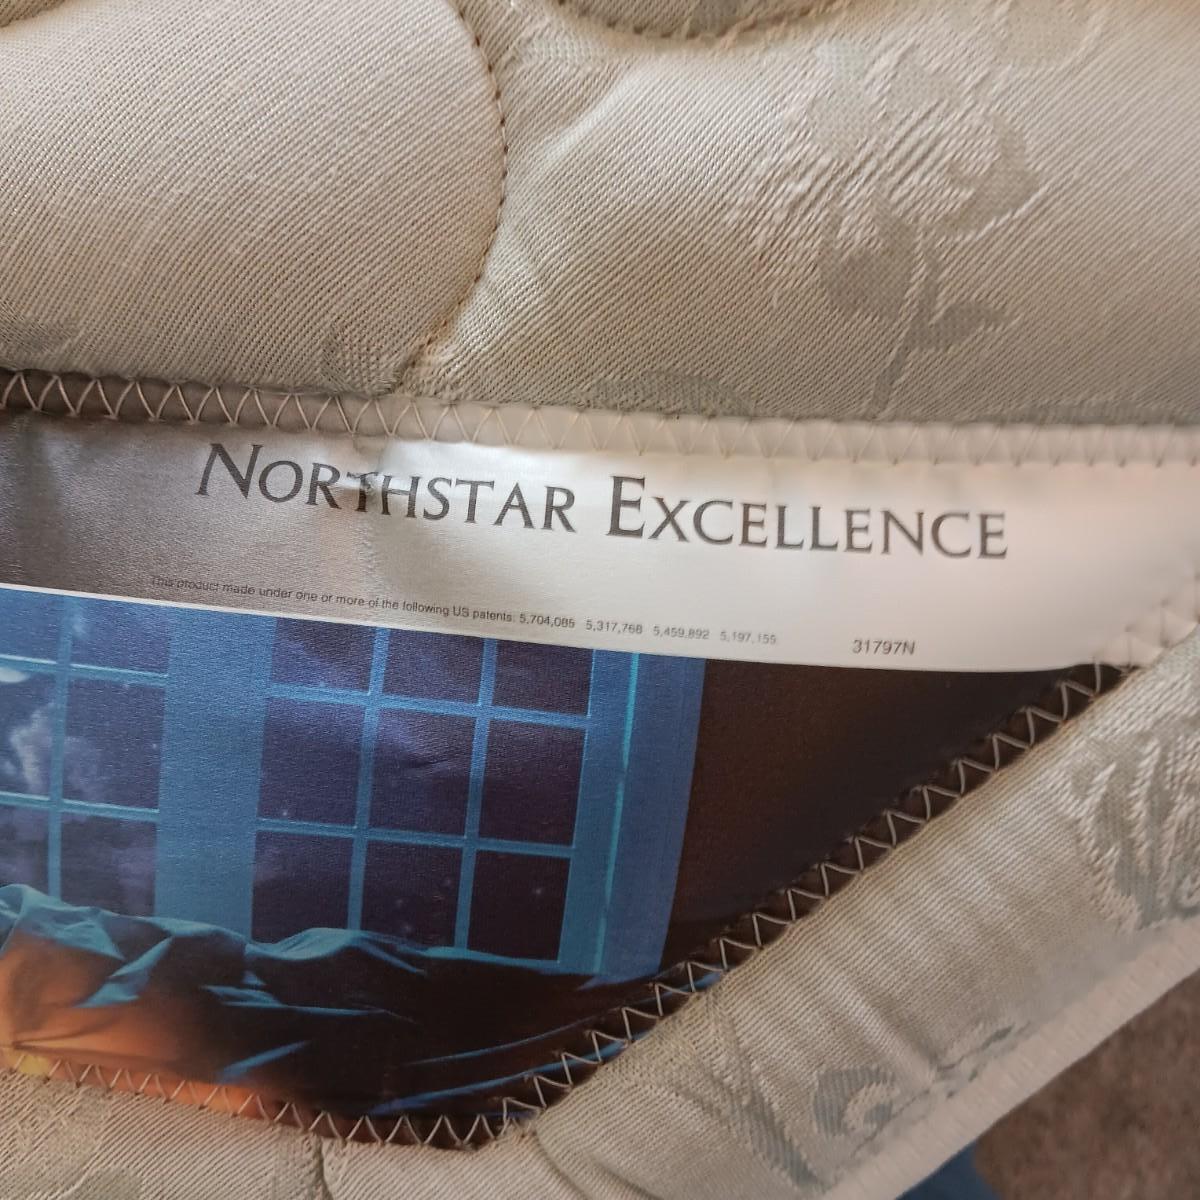 NORTHSTAR EXCELLENCE
This product made under one or more of the following US patents: 5,704,085 5,317,768 5,459,892 5,197,155
31797N